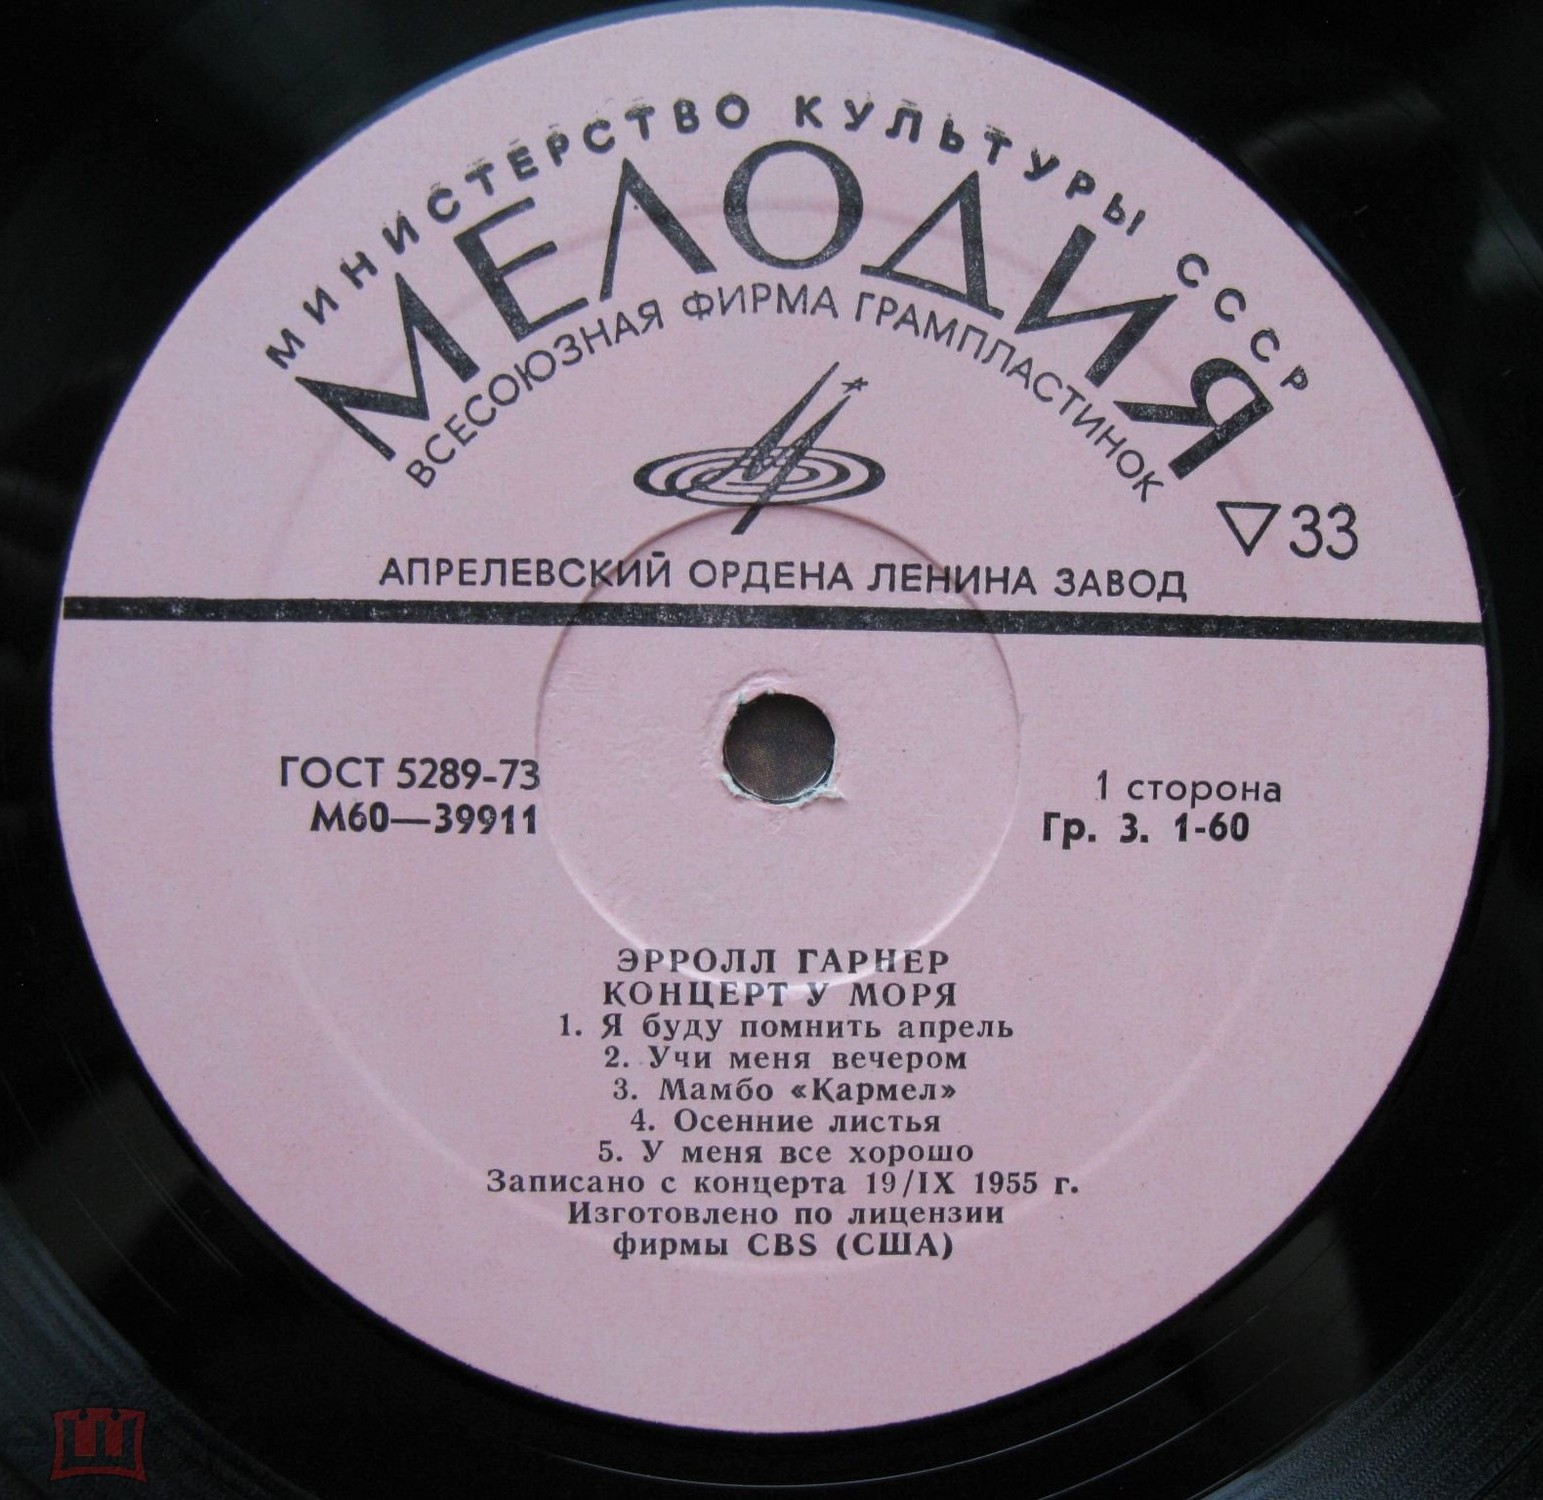 МИНИСТЕРСТВО КУЛЬТУРЫ СССР
МЕЛОДИЯ
ВСЕСОЮЗНАЯ ФИРМА ГРАМПЛАСТИНОК
33
АПРЕЛЕВСКИЙ ОРДЕНА ЛЕНИНА ЗАВОД
ГОСТ 5289-73
М60—39911
1 сторона
Гр. 3. 1-60
ЭРРОЛЛ ГАРНЕР
КОНЦЕРТ У МОРЯ
1. Я буду помнить апрель
2. Учи меня вечером
3. Мамбо «Кармел»
4. Осенние листья
5. У меня все хорошо
Записано с концерта 19/IX 1955 г.
Изготовлено по лицензии
фирмы CBS (США)